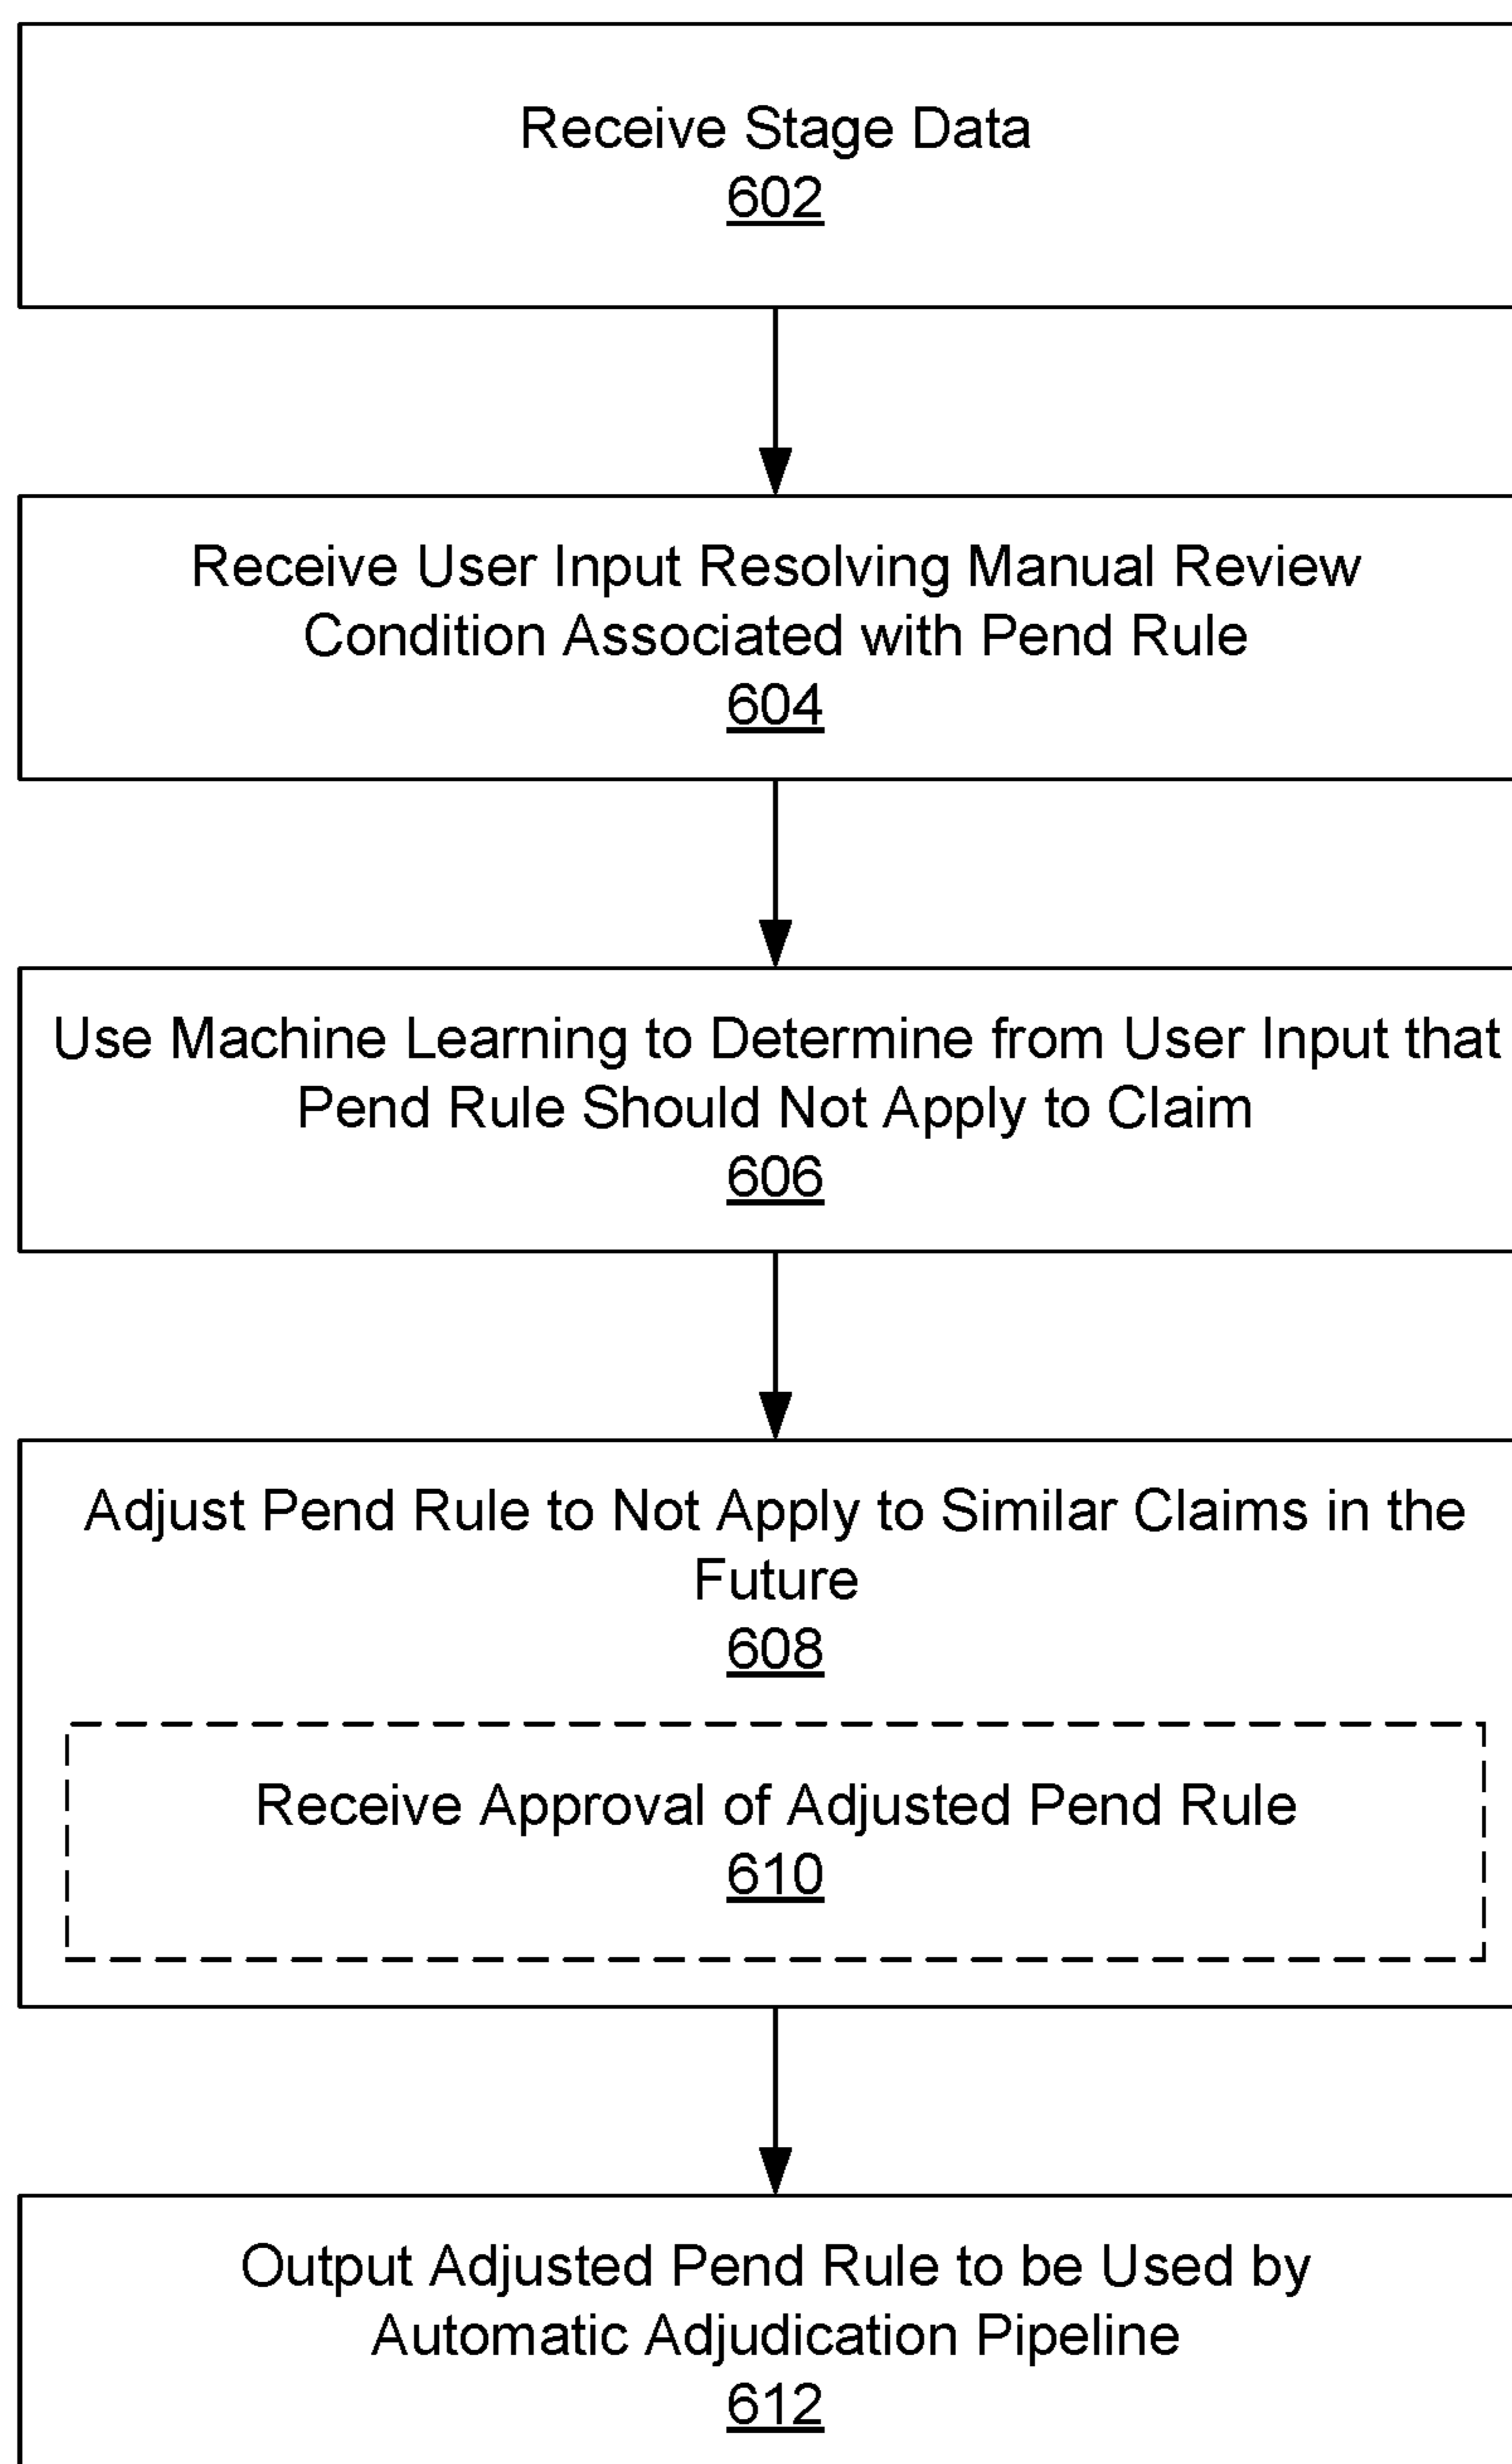 Receive Stage Data
602
Receive User Input Resolving Manual Review
Condition Associated with Pend Rule
604
Use Machine Learning to Determine from User Input that
Pend Rule Should Not Apply to Claim
606
Adjust Pend Rule to Not Apply to Similar Claims in the
Future
608
Receive Approval of Adjusted Pend Rule
610
Output Adjusted Pend Rule to be Used by
Automatic Adjudication Pipeline
612